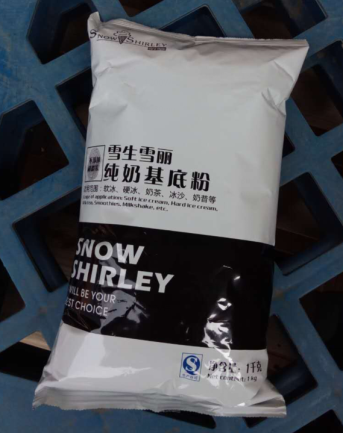 SNOW SHIRLEY
雪生雪丽
纯奶基底粉
范围：软冰、硬冰、奶茶、冰沙、奶昔等
of application: Soft ice cream, Hard ice cream,
Smoothies, Milkshake, etc.
SNOW
SHIRLEY
WILL BE YOUR
BEST CHOICE
净含量：1千克
Net content: 1kg